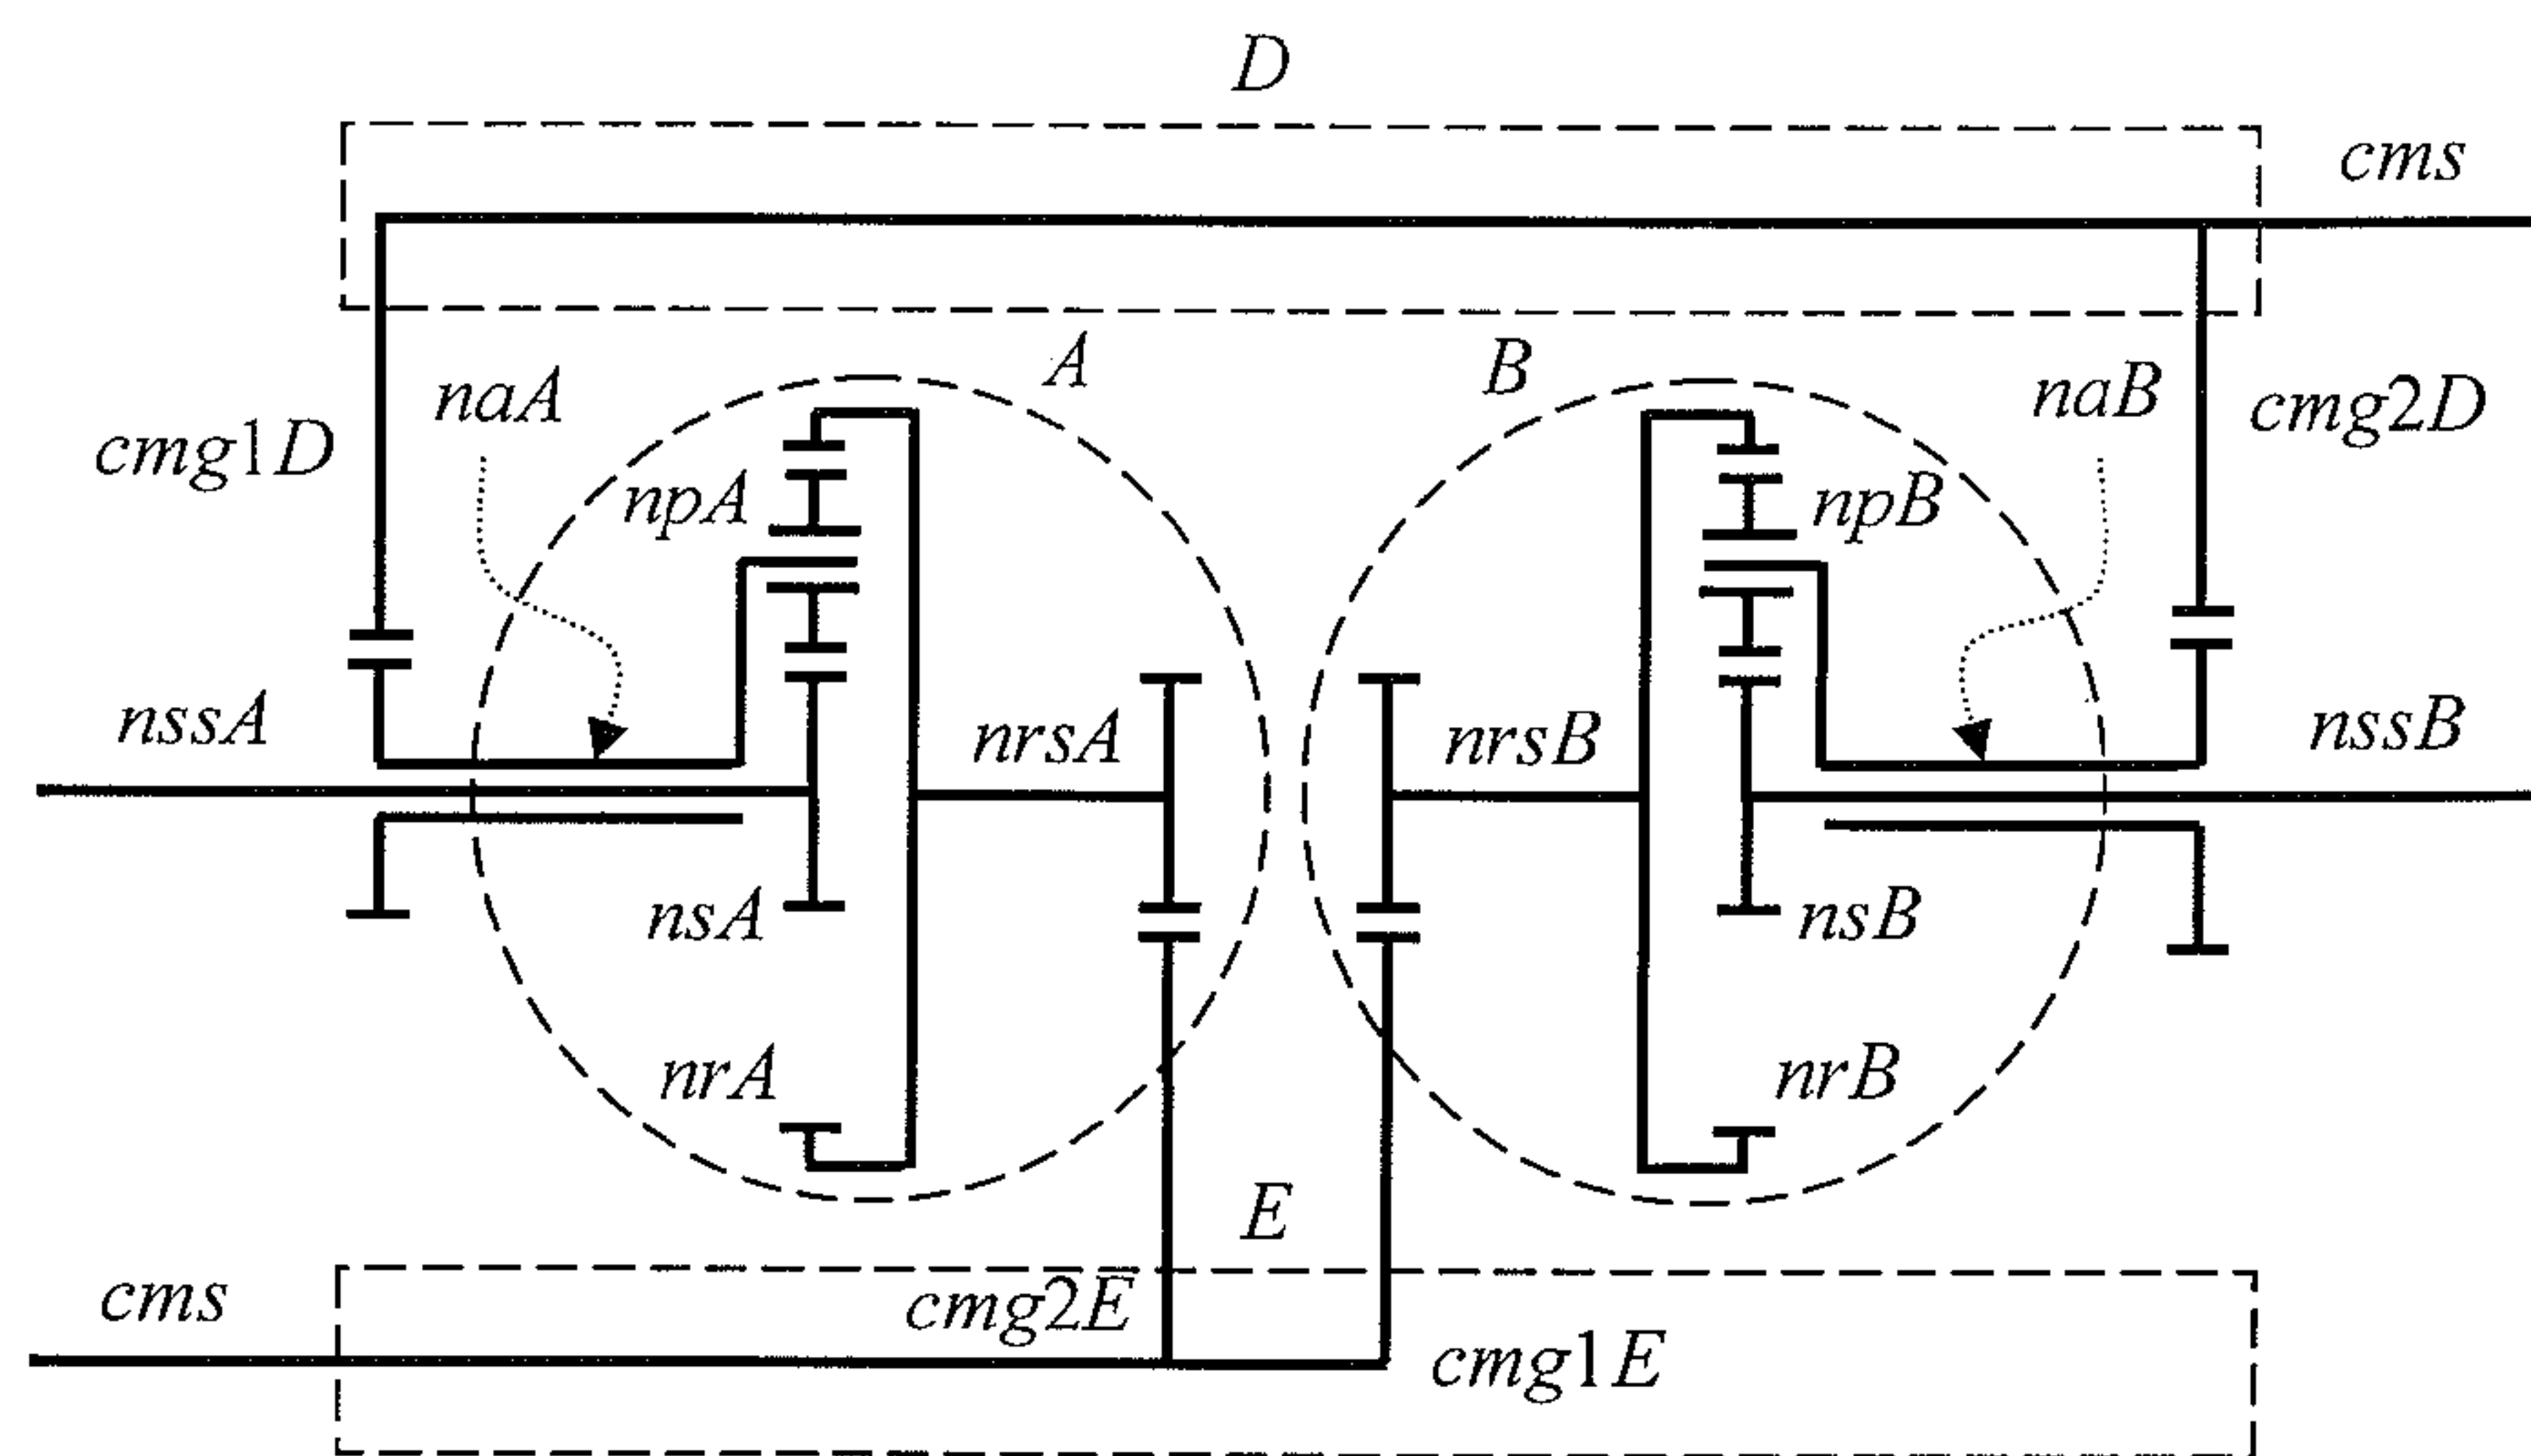 D
cms
A
B
naA
naB
cmg1D
cmg2D
npA
npB
nssA
nrsA
nrsB
nssB
nsA
nsB
nrA
nrB
E
cms
cmg2E
cmg1E